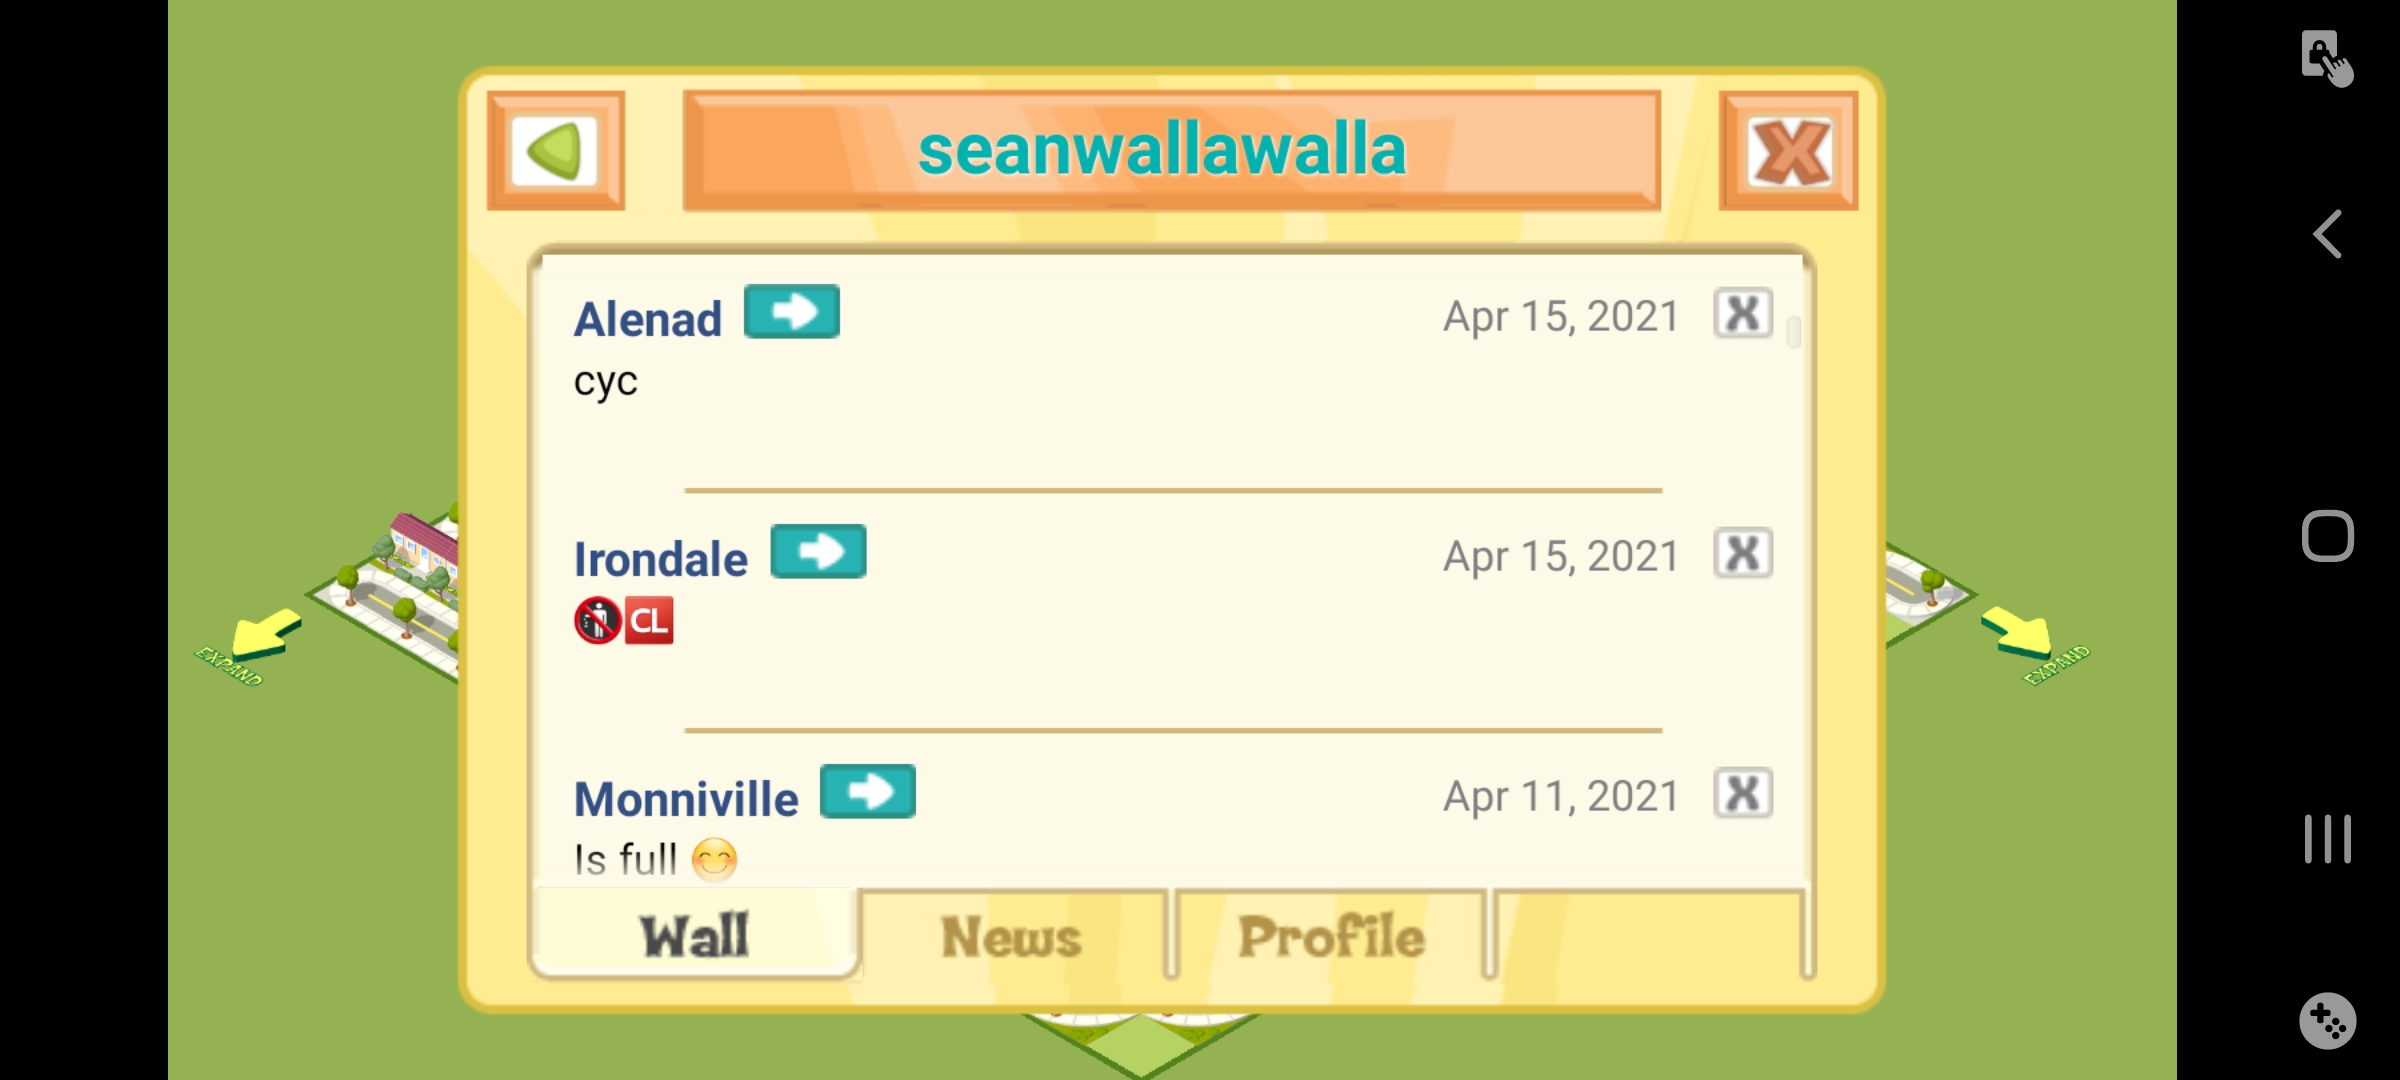 seanwallawalla
Alenad
Apr 15, 2021
X
cyc
Irondale
Apr 15, 2021
X
🚯🆑
Monniville
Apr 11, 2021
X
Is full 😊
Wall
News
Profile
EXPAND
EXPAND